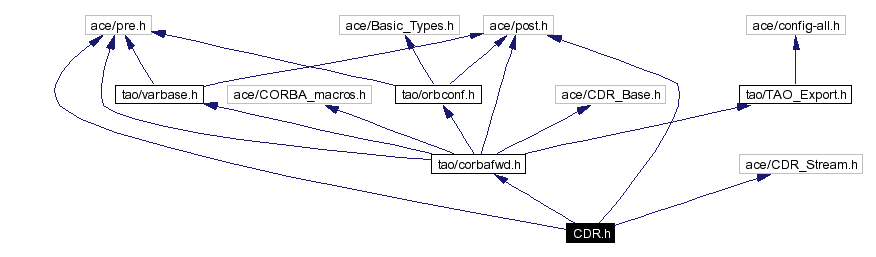 ace/pre.h
ace/Basic_Types.h
ace/post.h
ace/config-all.h
tao/varbase.h
ace/CORBA_macros.h
tao/orbconf.h
ace/CDR_Base.h
tao/TAO_Export.h
tao/corbafwd.h
ace/CDR_Stream.h
CDR.h